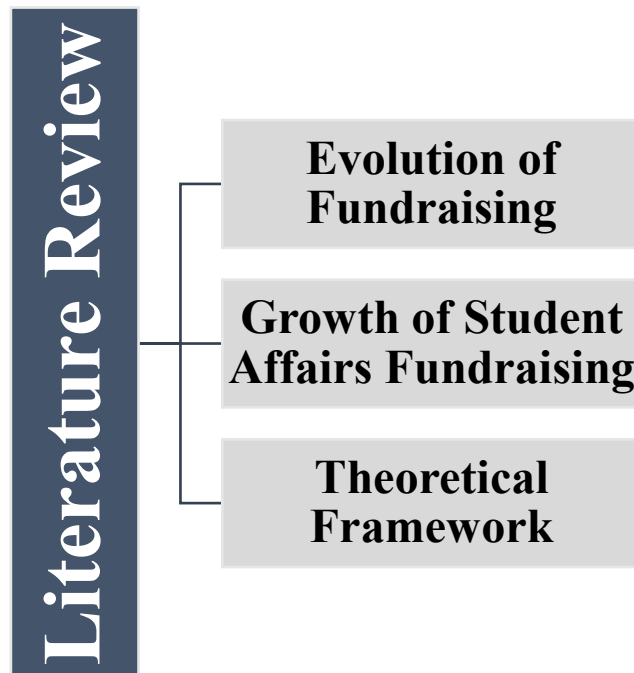 Literature Review
Evolution of
Fundraising
Growth of Student
Affairs Fundraising
Theoretical
Framework